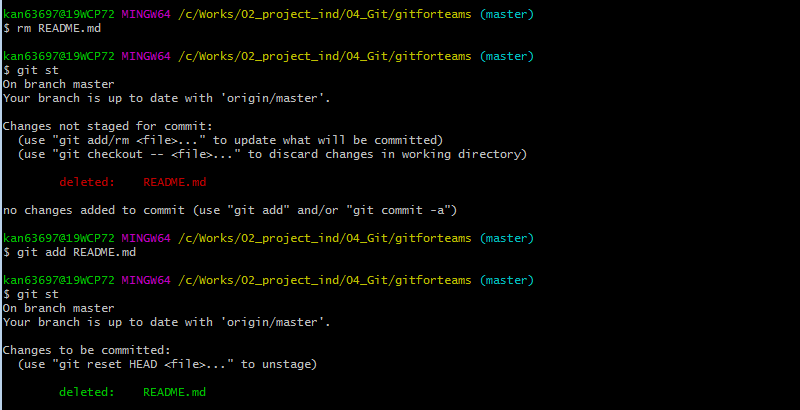 kan63697@19WCP72 MINGW64 /c/Works/02_project_ind/04_Git/gitforteams (master)
$ rm README.md
kan63697@19WCP72 MINGW64 /c/Works/02_project_ind/04_Git/gitforteams (master)
$ git st
On branch master
Your branch is up to date with 'origin/master'.
Changes not staged for commit:
  (use "git add/rm <file>..." to update what will be committed)
  (use "git checkout -- <file>..." to discard changes in working directory)
        deleted:    README.md
no changes added to commit (use "git add" and/or "git commit -a")
kan63697@19WCP72 MINGW64 /c/Works/02_project_ind/04_Git/gitforteams (master)
$ git add README.md
kan63697@19WCP72 MINGW64 /c/Works/02_project_ind/04_Git/gitforteams (master)
$ git st
On branch master
Your branch is up to date with 'origin/master'.
Changes to be committed:
  (use "git reset HEAD <file>..." to unstage)
        deleted:    README.md